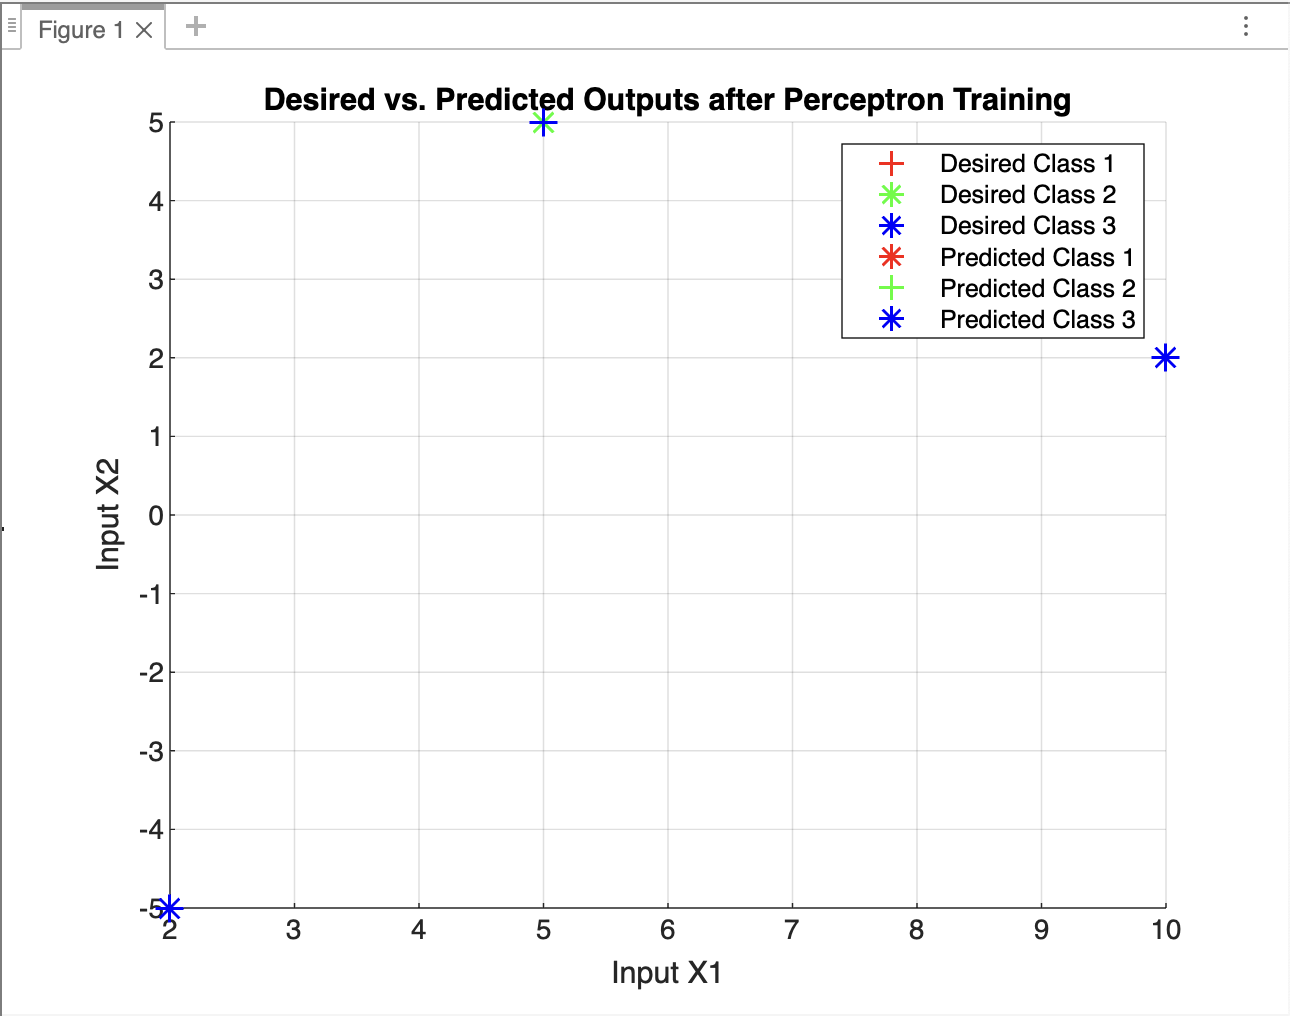 Figure 1
Desired vs. Predicted Outputs after Perceptron Training
5
4
3
2
1
0
-1
-2
-3
-4
-5
Input X2
Desired Class 1
Desired Class 2
Desired Class 3
Predicted Class 1
Predicted Class 2
Predicted Class 3
2 3 4 5 6 7 8 9 10
Input X1